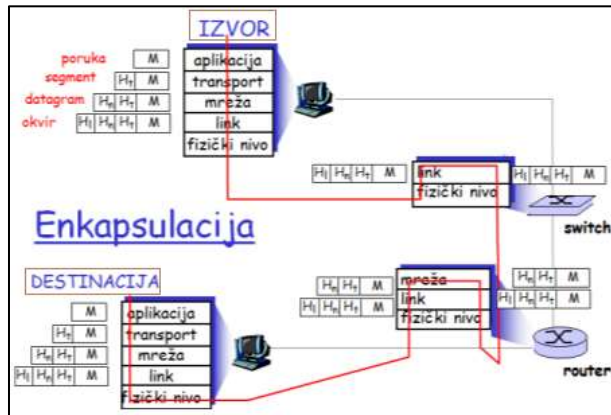 IZVOR
poruka M aplikacija
segment Ht M transport
datagram Hn Ht M mreža
okvir Hl Hn Ht M link
fizički nivo
Hl Hn Ht M link Hl Hn Ht M
fizički nivo
switch
Enkapsulacija
DESTINACIJA
Hn Ht M mreža Hn Ht M
Hl Hn Ht M link Hl Hn Ht M
fizički nivo
router
M aplikacija
Ht M transport
Hn Ht M mreža
Hl Hn Ht M link
fizički nivo